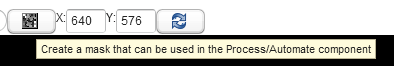 X: 640 Y: 576
Create a mask that can be used in the Process/Automate component